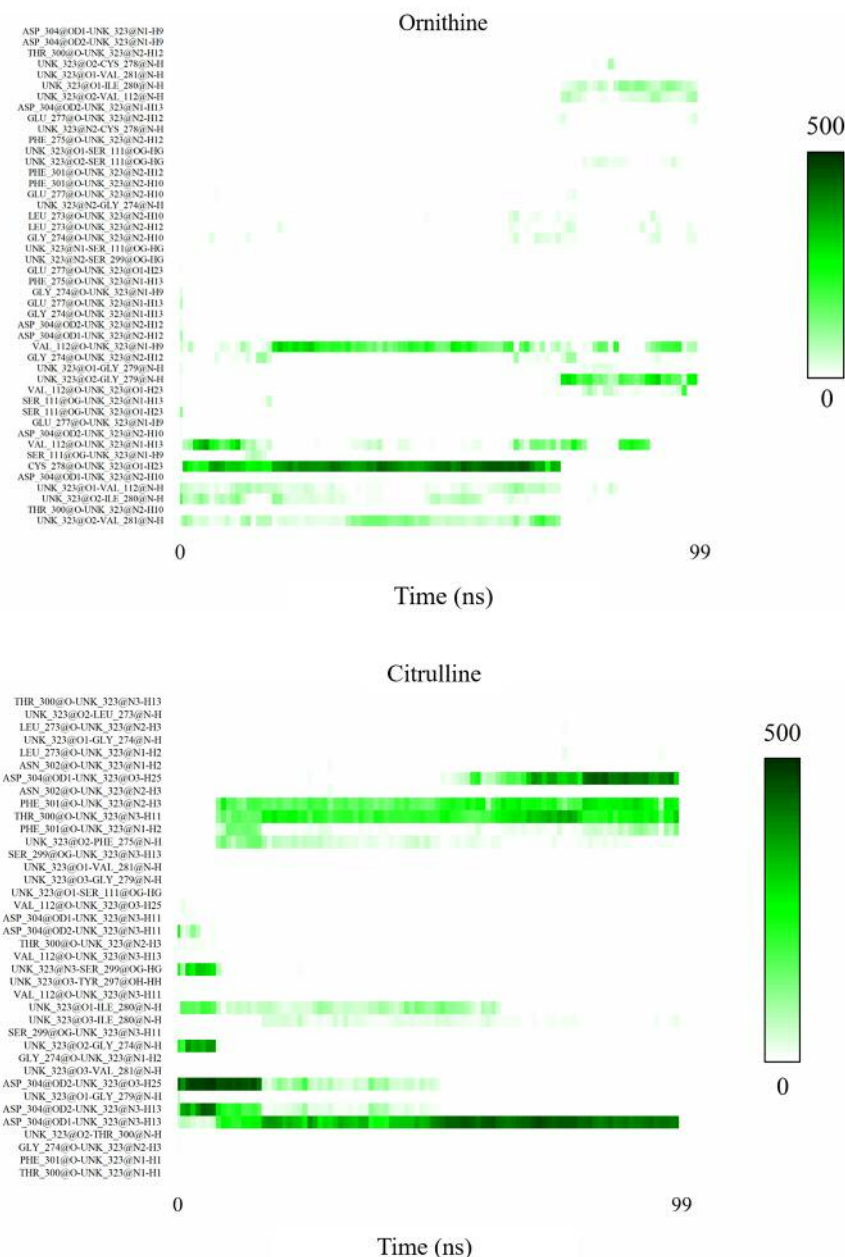 Ornithine
ASP_304@OD1-UNK_323@N1-H9
ASP_304@OD2-UNK_323@N1-H9
THR_300@O-UNK_323@N2-H12
UNK_323@O2-CYS_278@N-H
UNK_323@O1-VAL_281@N-H
UNK_323@O1-ILE_280@N-H
UNK_323@O2-VAL_112@N-H
ASP_304@OD2-UNK_323@N1-H13
GLU_277@O-UNK_323@N2-H12
UNK_323@N2-CYS_278@N-H
PHE_275@O-UNK_323@N2-H12
UNK_323@O1-SER_111@OG-HG
UNK_323@O2-SER_111@OG-HG
PHE_301@O-UNK_323@N2-H12
PHE_301@O-UNK_323@N2-H10
GLU_277@O-UNK_323@N2-H10
UNK_323@N2-GLY_274@N-H
LEU_273@O-UNK_323@N2-H10
LEU_273@O-UNK_323@N2-H12
GLY_274@O-UNK_323@N2-H10
UNK_323@N1-SER_111@OG-HG
UNK_323@N2-SER_299@OG-HG
GLU_277@O-UNK_323@O1-H23
PHE_275@O-UNK_323@N1-H13
GLY_274@O-UNK_323@N1-H9
GLU_277@O-UNK_323@N1-H13
GLY_274@O-UNK_323@N1-H13
ASP_304@OD2-UNK_323@N2-H12
ASP_304@OD1-UNK_323@N2-H12
VAL_112@O-UNK_323@N1-H9
GLY_274@O-UNK_323@N2-H12
UNK_323@O1-GLY_279@N-H
UNK_323@O2-GLY_279@N-H
VAL_112@O-UNK_323@O1-H23
SER_111@OG-UNK_323@N1-H13
SER_111@OG-UNK_323@O1-H23
GLU_277@O-UNK_323@N1-H9
ASP_304@OD2-UNK_323@N2-H10
VAL_112@O-UNK_323@N1-H13
SER_111@OG-UNK_323@N1-H9
CYS_278@O-UNK_323@O1-H23
ASP_304@OD1-UNK_323@N2-H10
UNK_323@O1-VAL_112@N-H
UNK_323@O2-ILE_280@N-H
THR_300@O-UNK_323@N2-H10
UNK_323@O2-VAL_281@N-H
500
0
0 99
Time (ns)
Citrulline
THR_300@O-UNK_323@N3-H13
UNK_323@O2-LEU_273@N-H
LEU_273@O-UNK_323@N2-H3
UNK_323@O1-GLY_274@N-H
LEU_273@O-UNK_323@N1-H2
ASN_302@O-UNK_323@N1-H2
ASP_304@OD1-UNK_323@O3-H25
ASN_302@O-UNK_323@N2-H3
PHE_301@O-UNK_323@N2-H3
THR_300@O-UNK_323@N3-H11
PHE_301@O-UNK_323@N1-H2
UNK_323@O2-PHE_275@N-H
SER_299@OG-UNK_323@N3-H13
UNK_323@O1-VAL_281@N-H
UNK_323@O3-GLY_279@N-H
UNK_323@O1-SER_111@OG-HG
VAL_112@O-UNK_323@O3-H25
ASP_304@OD1-UNK_323@N3-H11
ASP_304@OD2-UNK_323@N3-H11
THR_300@O-UNK_323@N2-H3
VAL_112@O-UNK_323@N3-H13
UNK_323@N3-SER_299@OG-HG
UNK_323@O3-TYR_297@OH-HH
VAL_112@O-UNK_323@N3-H11
UNK_323@O1-ILE_280@N-H
UNK_323@O3-ILE_280@N-H
SER_299@OG-UNK_323@N3-H11
UNK_323@O2-GLY_274@N-H
GLY_274@O-UNK_323@N1-H2
UNK_323@O3-VAL_281@N-H
ASP_304@OD2-UNK_323@O3-H25
UNK_323@O1-GLY_279@N-H
ASP_304@OD2-UNK_323@N3-H13
ASP_304@OD1-UNK_323@N3-H13
UNK_323@O2-THR_300@N-H
GLY_274@O-UNK_323@N2-H3
PHE_301@O-UNK_323@N1-H1
THR_300@O-UNK_323@N1-H1
500
0
0 99
Time (ns)